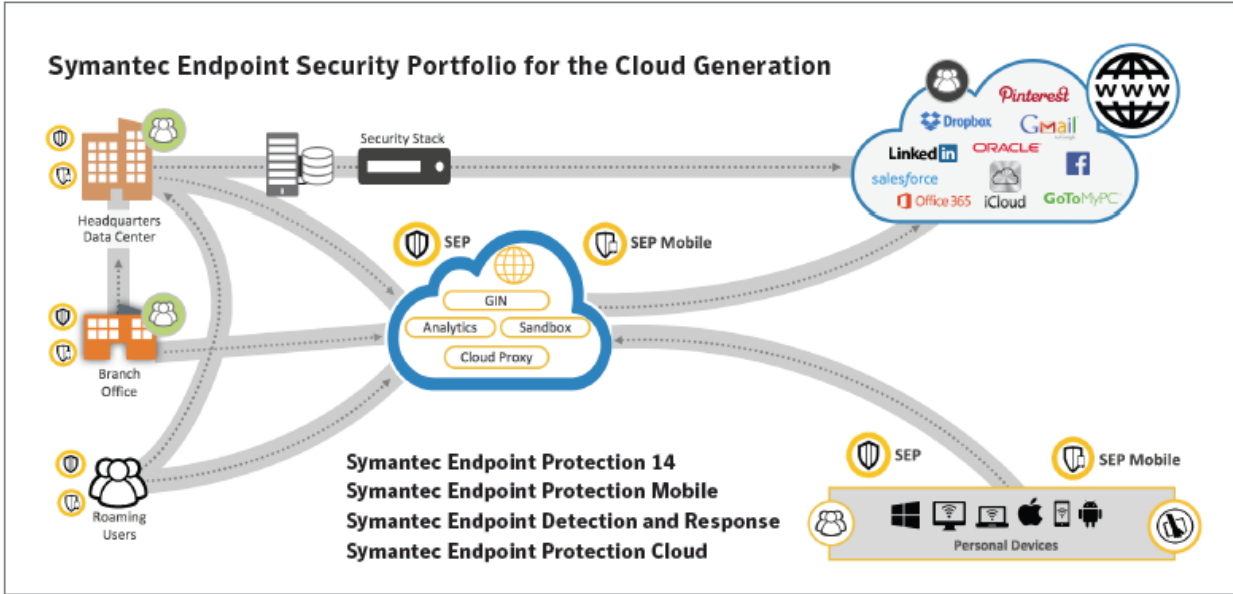 Symantec Endpoint Security Portfolio for the Cloud Generation
Security Stack
Headquarters
Data Center
Pinterest
Dropbox
Gmail
by Google
LinkedIn
ORACLE
salesforce
Office 365
iCloud
GoToMyPC
WWW
SEP
SEP Mobile
GIN
Analytics
Sandbox
Cloud Proxy
Branch
Office
Roaming
Users
Symantec Endpoint Protection 14
Symantec Endpoint Protection Mobile
Symantec Endpoint Detection and Response
Symantec Endpoint Protection Cloud
SEP
SEP Mobile
Personal Devices